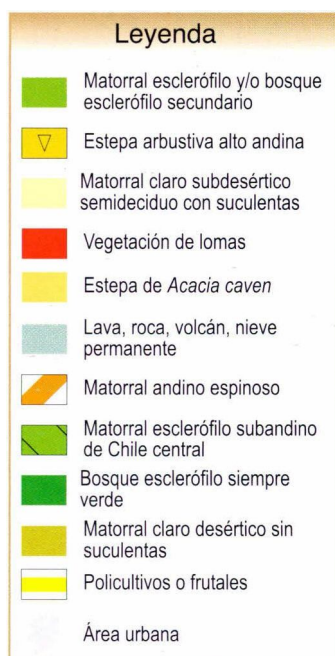 Leyenda
Matorral esclerófilo y/o bosque
esclerófilo secundario
Estepa arbustiva alto andina
Matorral claro subdesértico
semideciduo con suculentas
Vegetación de lomas
Estepa de Acacia caven
Lava, roca, volcán, nieve
permanente
Matorral andino espinoso
Matorral esclerófilo subandino
de Chile central
Bosque esclerófilo siempre
verde
Matorral claro desértico sin
suculentas
Policultivos o frutales
Área urbana